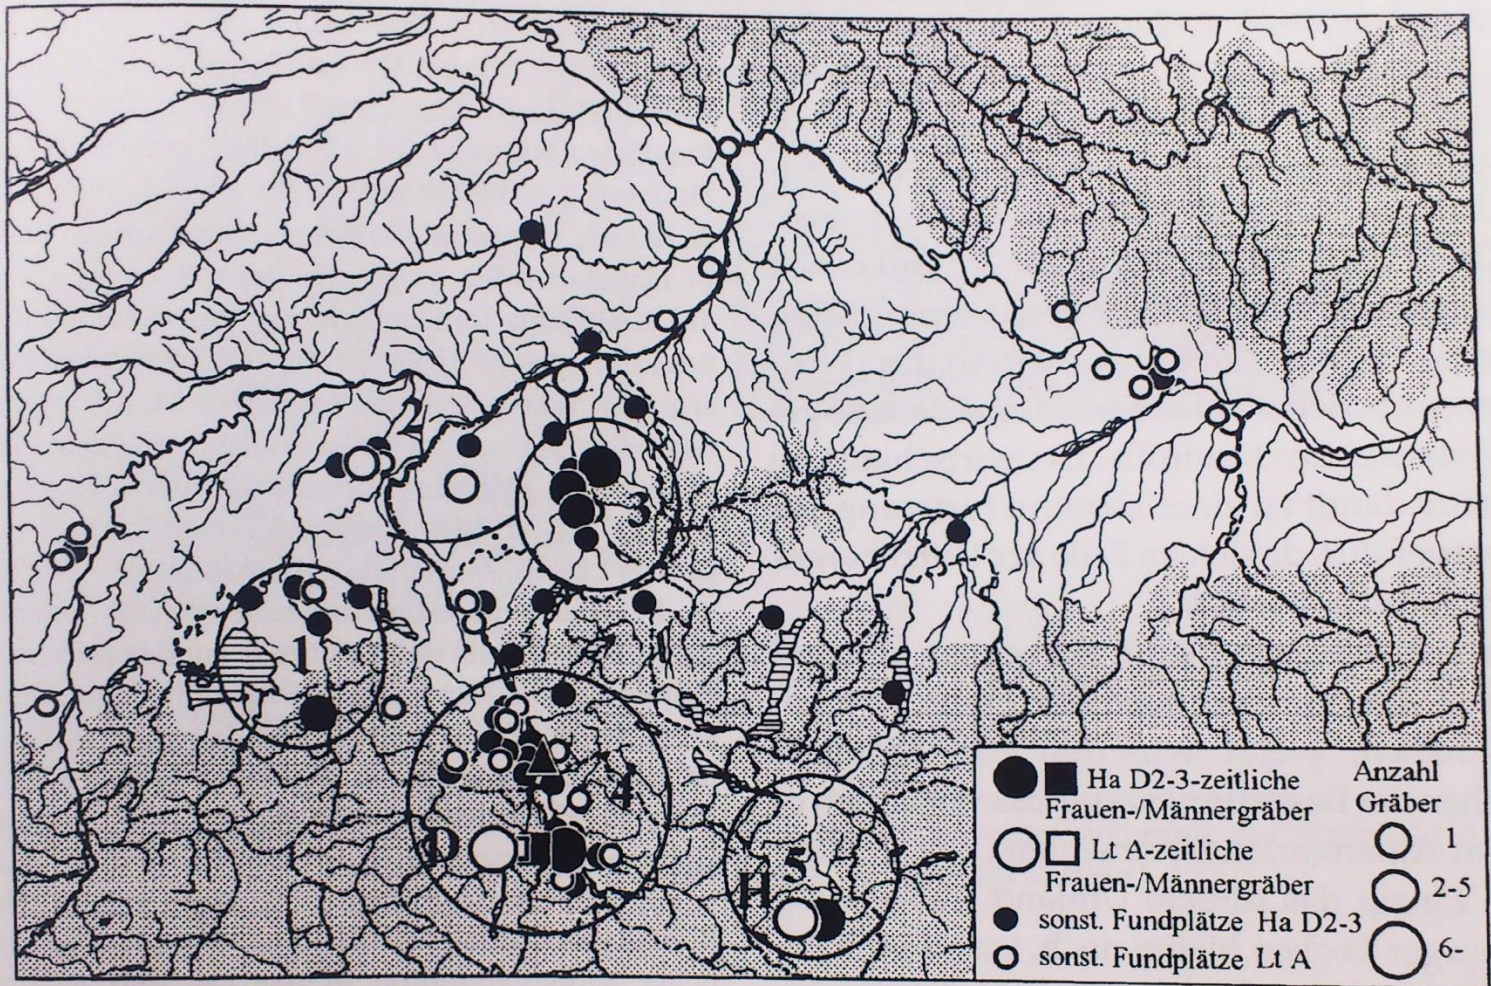 2
3
1
4
D
5
H
Ha D2-3-zeitliche
Frauen-/Männergräber
Lt A-zeitliche
Frauen-/Männergräber
sonst. Fundplätze Ha D2-3
sonst. Fundplätze Lt A
Anzahl
Gräber
1
2-5
6-